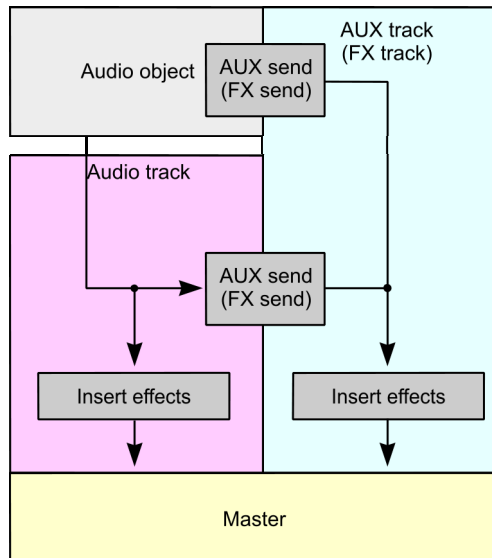 Audio object
AUX send
(FX send)
AUX track
(FX track)
Audio track
AUX send
(FX send)
Insert effects
Insert effects
Master